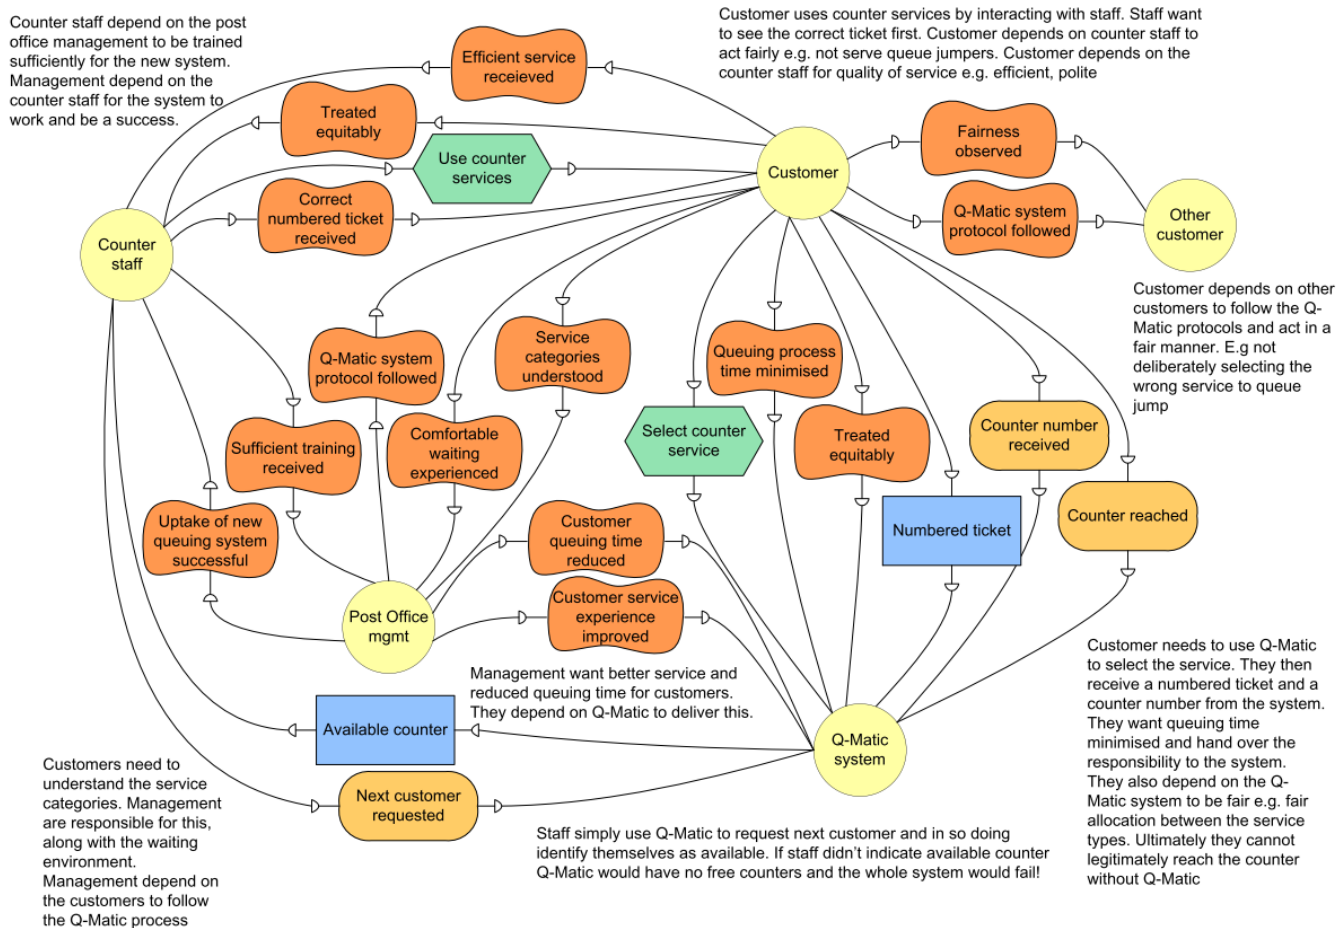 Counter staff depend on the post
office management to be trained
sufficiently for the new system.
Management depend on the
counter staff for the system to
work and be a success.
Customer uses counter services by interacting with staff. Staff want
to see the correct ticket first. Customer depends on counter staff to
act fairly e.g. not serve queue jumpers. Customer depends on the
counter staff for quality of service e.g. efficient, polite
Efficient service
receieved
Treated
equitably
Use counter
services
Correct
numbered ticket
received
Counter
staff
Customer
Fairness
observed
Q-Matic system
protocol followed
Other
customer
Customer depends on other
customers to follow the Q-
Matic protocols and act in a
fair manner. E.g not
deliberately selecting the
wrong service to queue
jump
Q-Matic system
protocol followed
Service
categories
understood
Queuing process
time minimised
Sufficient training
received
Comfortable
waiting
experienced
Select counter
service
Treated
equitably
Counter number
received
Uptake of new
queuing system
successful
Customer
queuing time
reduced
Numbered ticket
Counter reached
Post Office
mgmt
Customer service
experience
improved
Management want better service and
reduced queuing time for customers.
They depend on Q-Matic to deliver this.
Available counter
Q-Matic
system
Next customer
requested
Customers need to
understand the service
categories. Management
are responsible for this,
along with the waiting
environment.
Management depend on
the customers to follow
the Q-Matic process
Staff simply use Q-Matic to request next customer and in so doing
identify themselves as available. If staff didn't indicate available counter
Q-Matic would have no free counters and the whole system would fail!
Customer needs to use Q-Matic
to select the service. They then
receive a numbered ticket and a
counter number from the system.
They want queuing time
minimised and hand over the
responsibility to the system.
They also depend on the Q-
Matic system to be fair e.g. fair
allocation between the service
types. Ultimately they cannot
legitimately reach the counter
without Q-Matic